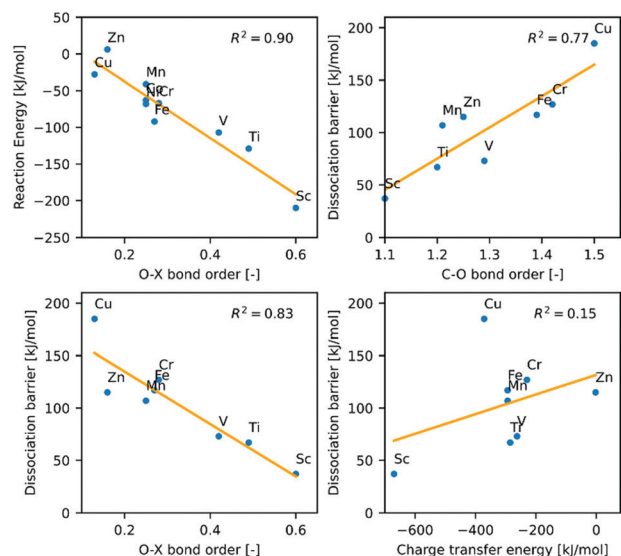 Reaction Energy [kJ/mol]
50
0
−50
−100
−150
−200
−250
Zn
Cu
Mn
Co
Ni
Cr
Fe
V
Ti
Sc
R² = 0.90
0.2
0.4
0.6
O-X bond order [-]
Dissociation barrier [kJ/mol]
200
150
100
50
0
Cu
Cr
Fe
Zn
Mn
V
Ti
Sc
R² = 0.77
1.1
1.2
1.3
1.4
1.5
C-O bond order [-]
Dissociation barrier [kJ/mol]
200
150
100
50
0
Cu
Zn
Cr
Fe
Mn
V
Ti
Sc
R² = 0.83
0.2
0.4
0.6
O-X bond order [-]
Dissociation barrier [kJ/mol]
200
150
100
50
0
Cu
Cr
Fe
Mn
Zn
V
Ti
Sc
R² = 0.15
−600
−400
−200
0
Charge transfer energy [kJ/mol]